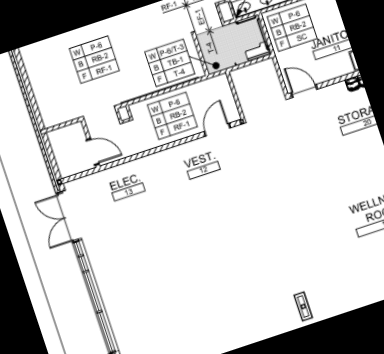 RF-1
RF-1
T-4
W P-6
B RB-2
F RF-1
W P-6/T-3
B TB-1
F T-4
W P-6
B RB-2
F SC
W P-6
B RB-2
F RF-1
JANITO
11
STORA
20
VEST.
12
ELEC.
13
WELLN
ROO